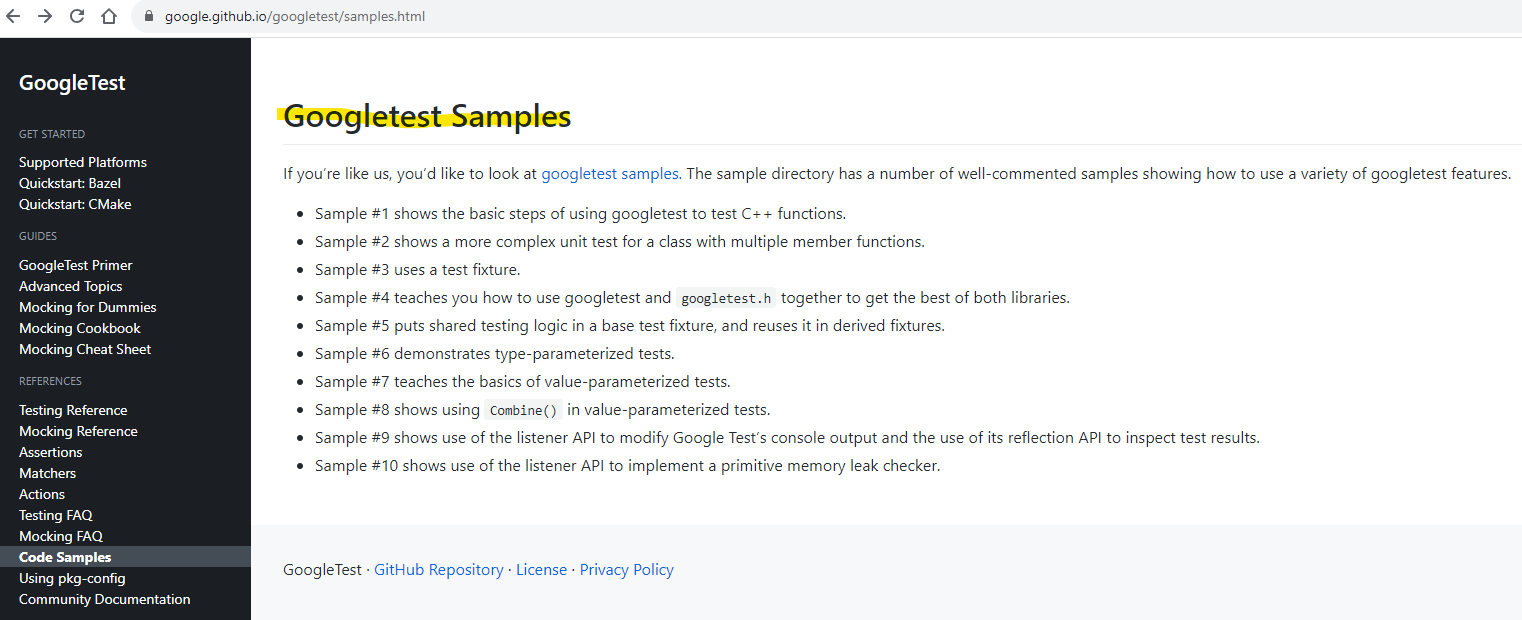 google.github.io/googletest/samples.html
GoogleTest
GET STARTED
Supported Platforms
Quickstart: Bazel
Quickstart: CMake
GUIDES
GoogleTest Primer
Advanced Topics
Mocking for Dummies
Mocking Cookbook
Mocking Cheat Sheet
REFERENCES
Testing Reference
Mocking Reference
Assertions
Matchers
Actions
Testing FAQ
Mocking FAQ
Code Samples
Using pkg-config
Community Documentation
Googletest Samples
If you’re like us, you’d like to look at googletest samples. The sample directory has a number of well-commented samples showing how to use a variety of googletest features.
• Sample #1 shows the basic steps of using googletest to test C++ functions.
• Sample #2 shows a more complex unit test for a class with multiple member functions.
• Sample #3 uses a test fixture.
• Sample #4 teaches you how to use googletest and googletest.h together to get the best of both libraries.
• Sample #5 puts shared testing logic in a base test fixture, and reuses it in derived fixtures.
• Sample #6 demonstrates type-parameterized tests.
• Sample #7 teaches the basics of value-parameterized tests.
• Sample #8 shows using Combine() in value-parameterized tests.
• Sample #9 shows use of the listener API to modify Google Test’s console output and the use of its reflection API to inspect test results.
• Sample #10 shows use of the listener API to implement a primitive memory leak checker.
GoogleTest · GitHub Repository · License · Privacy Policy